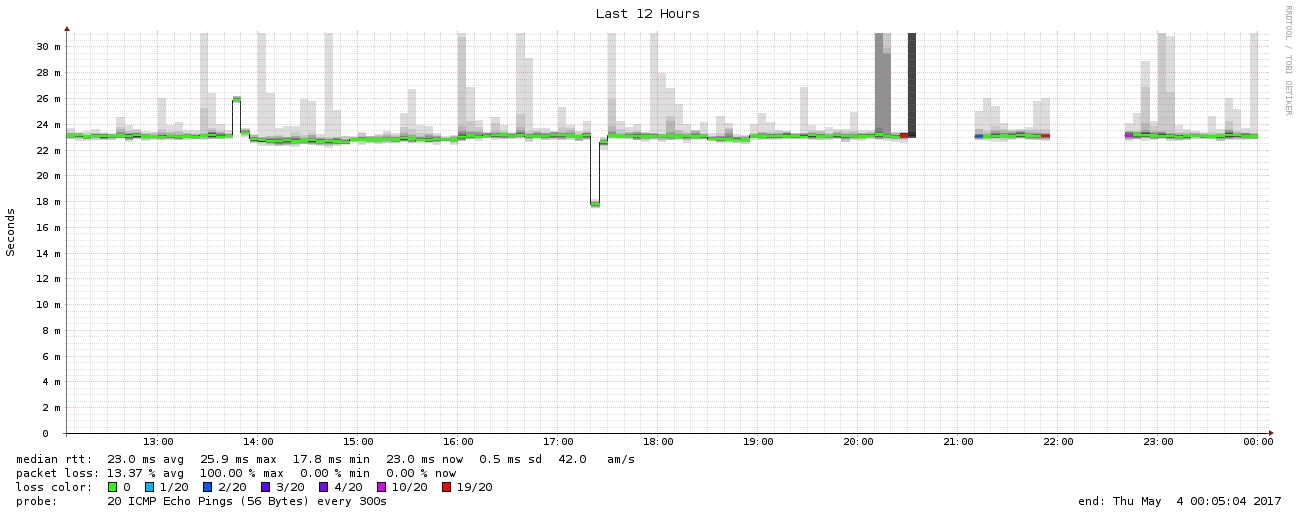 Last 12 Hours
RRDTOOL / TOBI OETIKER
Seconds
30 m
28 m
26 m
24 m
22 m
20 m
18 m
16 m
14 m
12 m
10 m
8 m
6 m
4 m
2 m
0
13:00 14:00 15:00 16:00 17:00 18:00 19:00 20:00 21:00 22:00 23:00 00:00
median rtt: 23.0 ms avg 25.9 ms max 17.8 ms min 23.0 ms now 0.5 ms sd 42.0 am/s
packet loss: 13.37 % avg 100.00 % max 0.00 % min 0.00 % now
loss color: 0 1/20 2/20 3/20 4/20 10/20 19/20
probe: 20 ICMP Echo Pings (56 Bytes) every 300s end: Thu May 4 00:05:04 2017